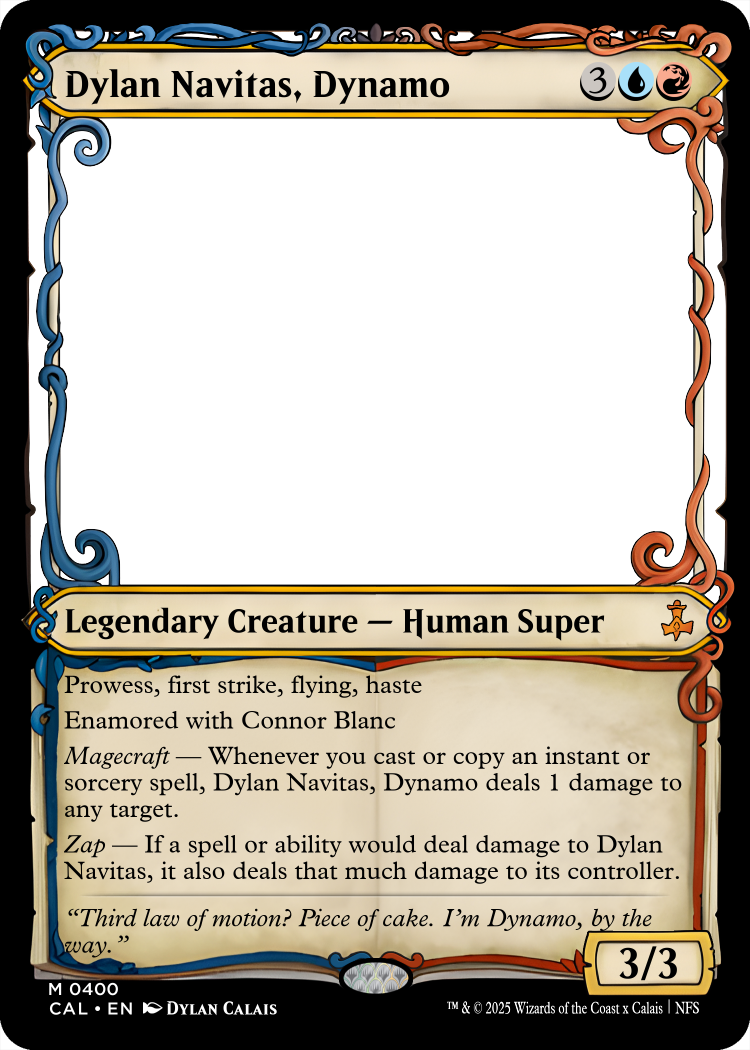 Dylan Navitas, Dynamo 3
Legendary Creature — Human Super
Prowess, first strike, flying, haste
Enamored with Connor Blanc
Magecraft — Whenever you cast or copy an instant or
sorcery spell, Dylan Navitas, Dynamo deals 1 damage to
any target.
Zap — If a spell or ability would deal damage to Dylan
Navitas, it also deals that much damage to its controller.
“Third law of motion? Piece of cake. I’m Dynamo, by the
way.”
3/3
M 0400
CAL • EN Dylan Calais
™ & © 2025 Wizards of the Coast x Calais | NFS